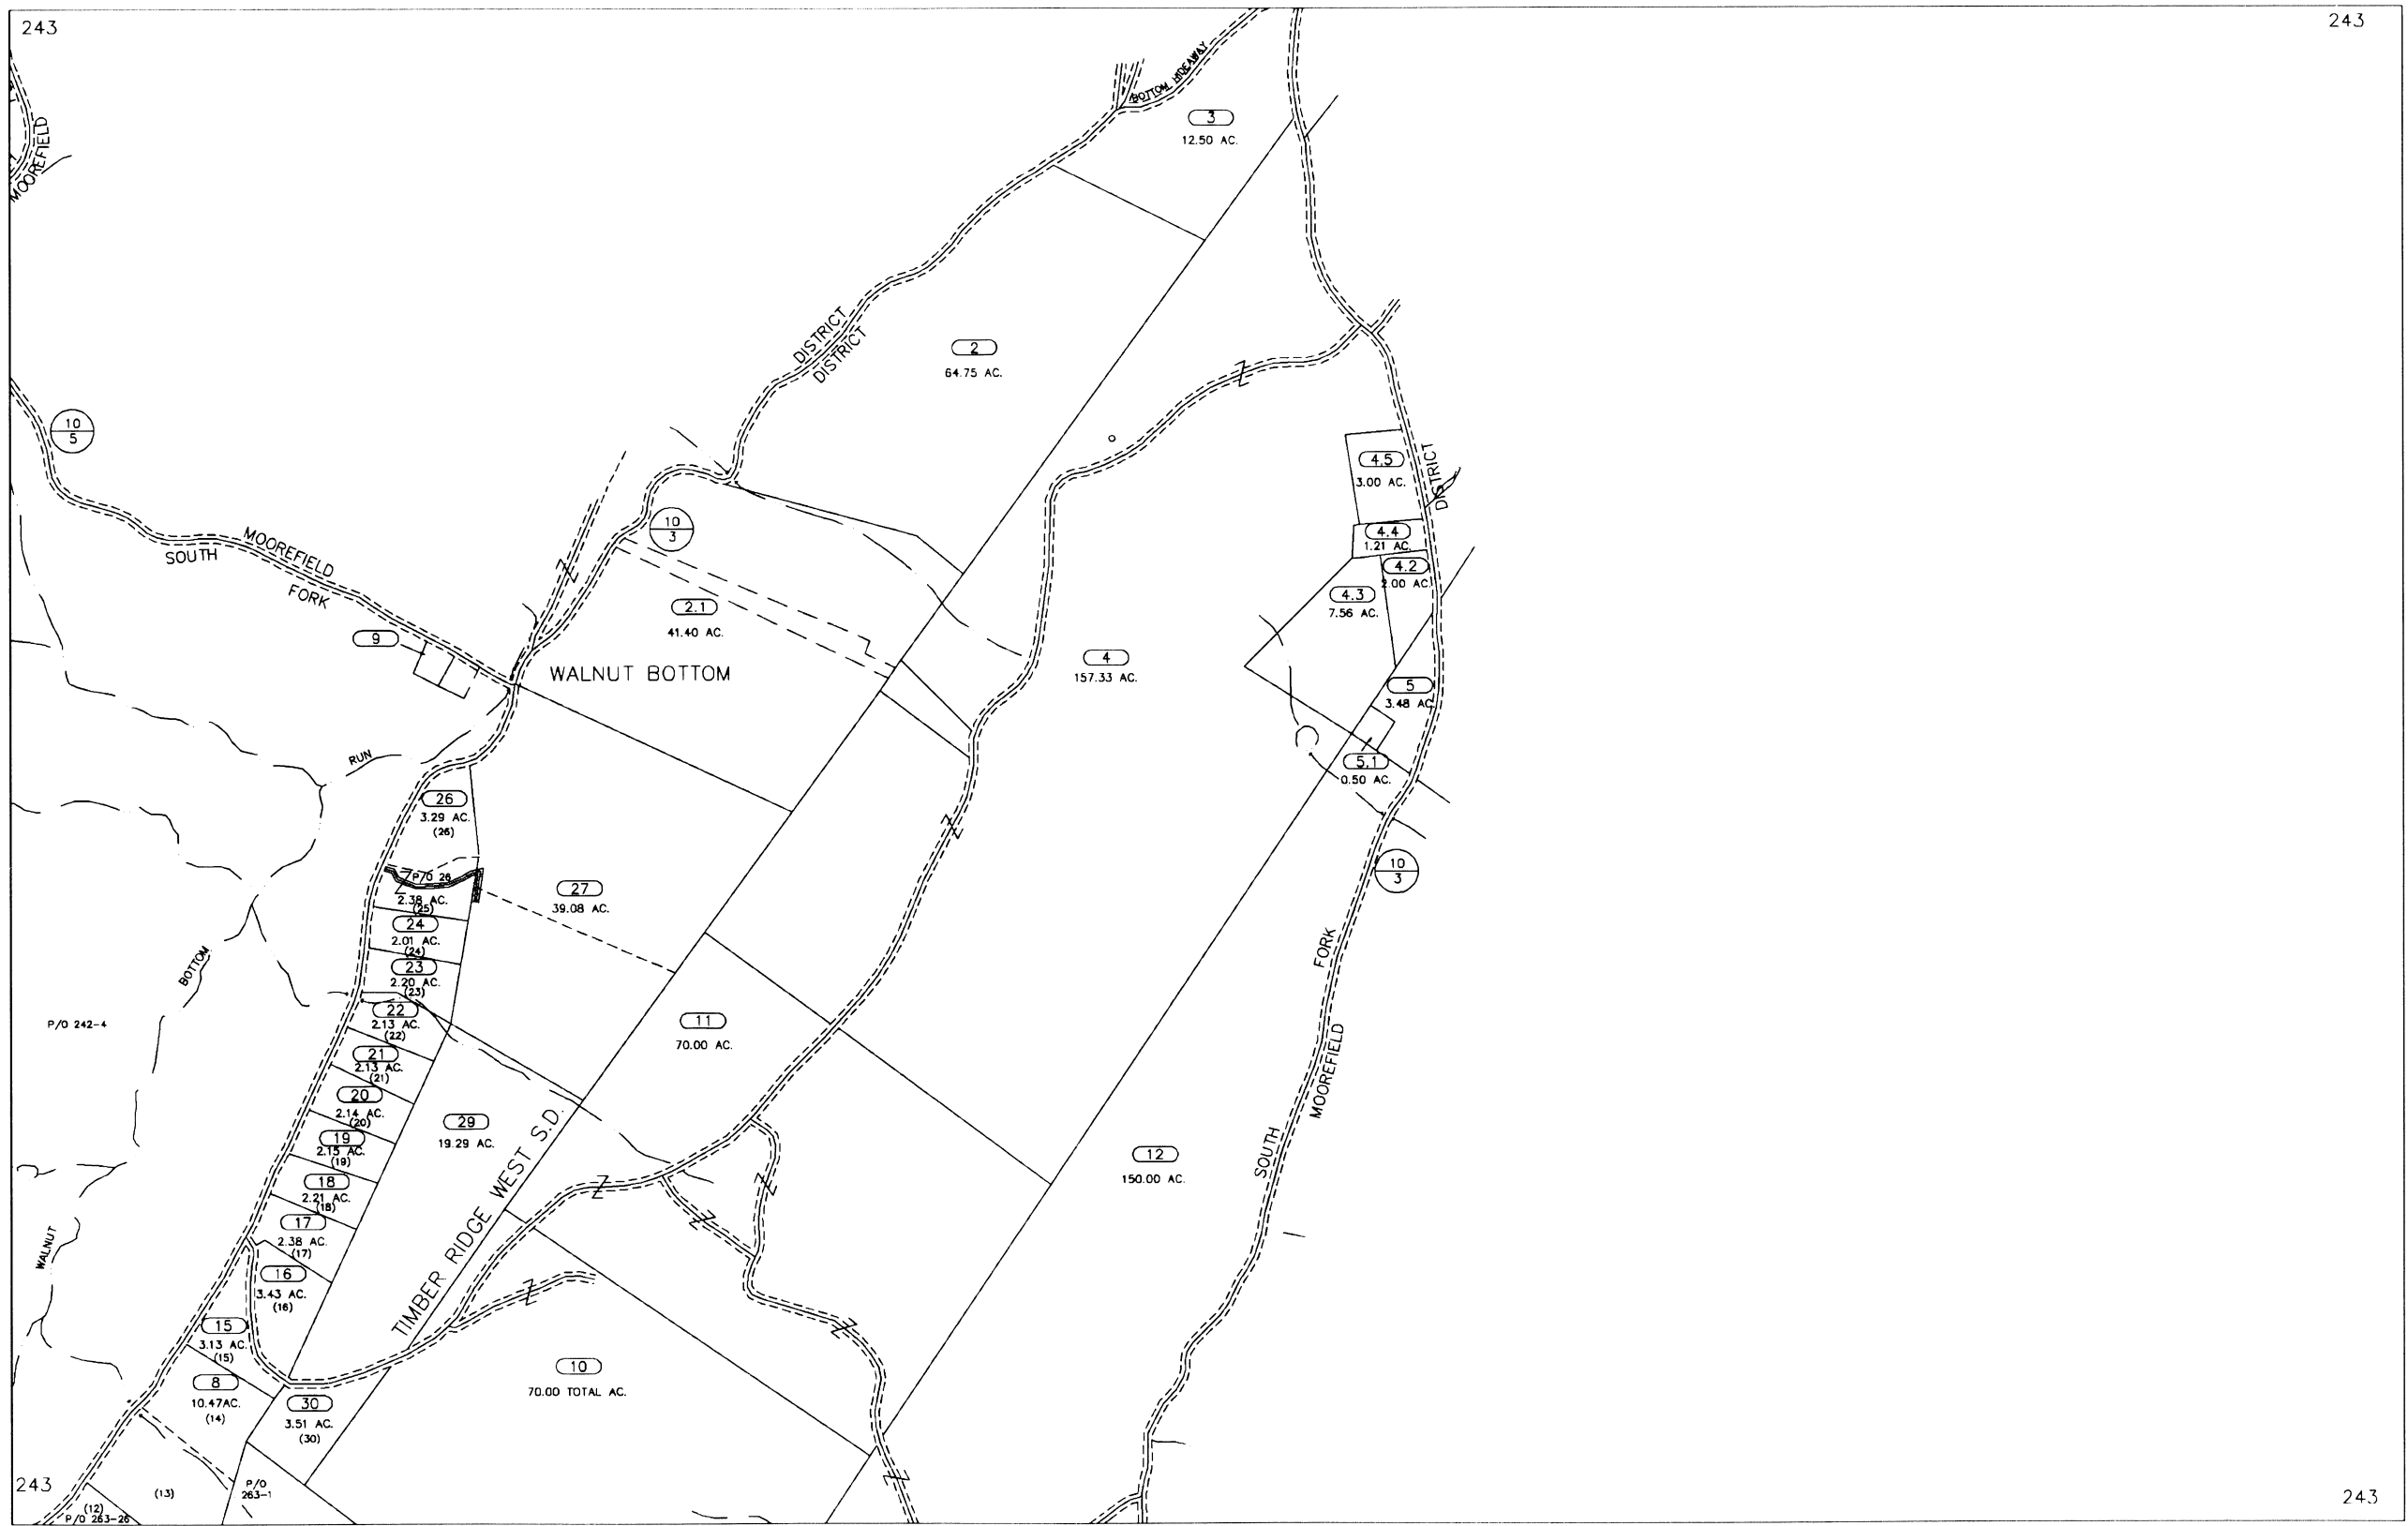 243
243
MOOREFIELD
BOTTOM HIDEAWAY
3
12.50 AC.
DISTRICT
DISTRICT
2
64.75 AC.
10
5
4.5
3.00 AC.
DISTRICT
10
3
4.4
1.21 AC.
MOOREFIELD
SOUTH
FORK
4.2
2.00 AC.
4.3
7.56 AC.
2.1
41.40 AC.
9
WALNUT BOTTOM
4
157.33 AC.
5
3.48 AC
RUN
5.1
0.50 AC.
26
3.29 AC.
(26)
10
3
P/O 26
2.38 AC.
(25)
27
39.08 AC.
24
2.01 AC.
(24)
FORK
BOTTOM
23
2.20 AC.
(23)
P/O 242-4
22
2.13 AC.
(22)
11
70.00 AC.
21
2.13 AC.
(21)
MOOREFIELD
20
2.14 AC.
(20)
29
19.29 AC.
19
2.15 AC.
(19)
SOUTH
12
150.00 AC.
18
2.21 AC.
(18)
TIMBER RIDGE WEST S.D.
17
2.38 AC.
(17)
WALNUT
16
3.43 AC.
(16)
15
3.13 AC.
(15)
10
70.00 TOTAL AC.
8
10.47AC.
(14)
30
3.51 AC.
(30)
243
(13)
P/O
263-1
(12)
P/O 263-26
243